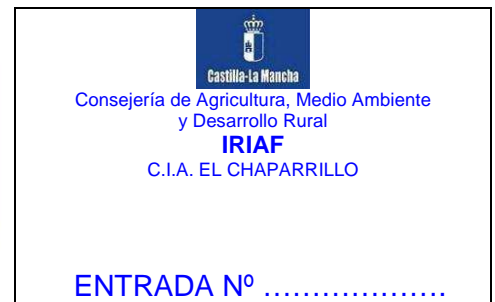 Castilla-La Mancha
Consejería de Agricultura, Medio Ambiente
y Desarrollo Rural
IRIAF
C.I.A. EL CHAPARRILLO
ENTRADA Nº ...................